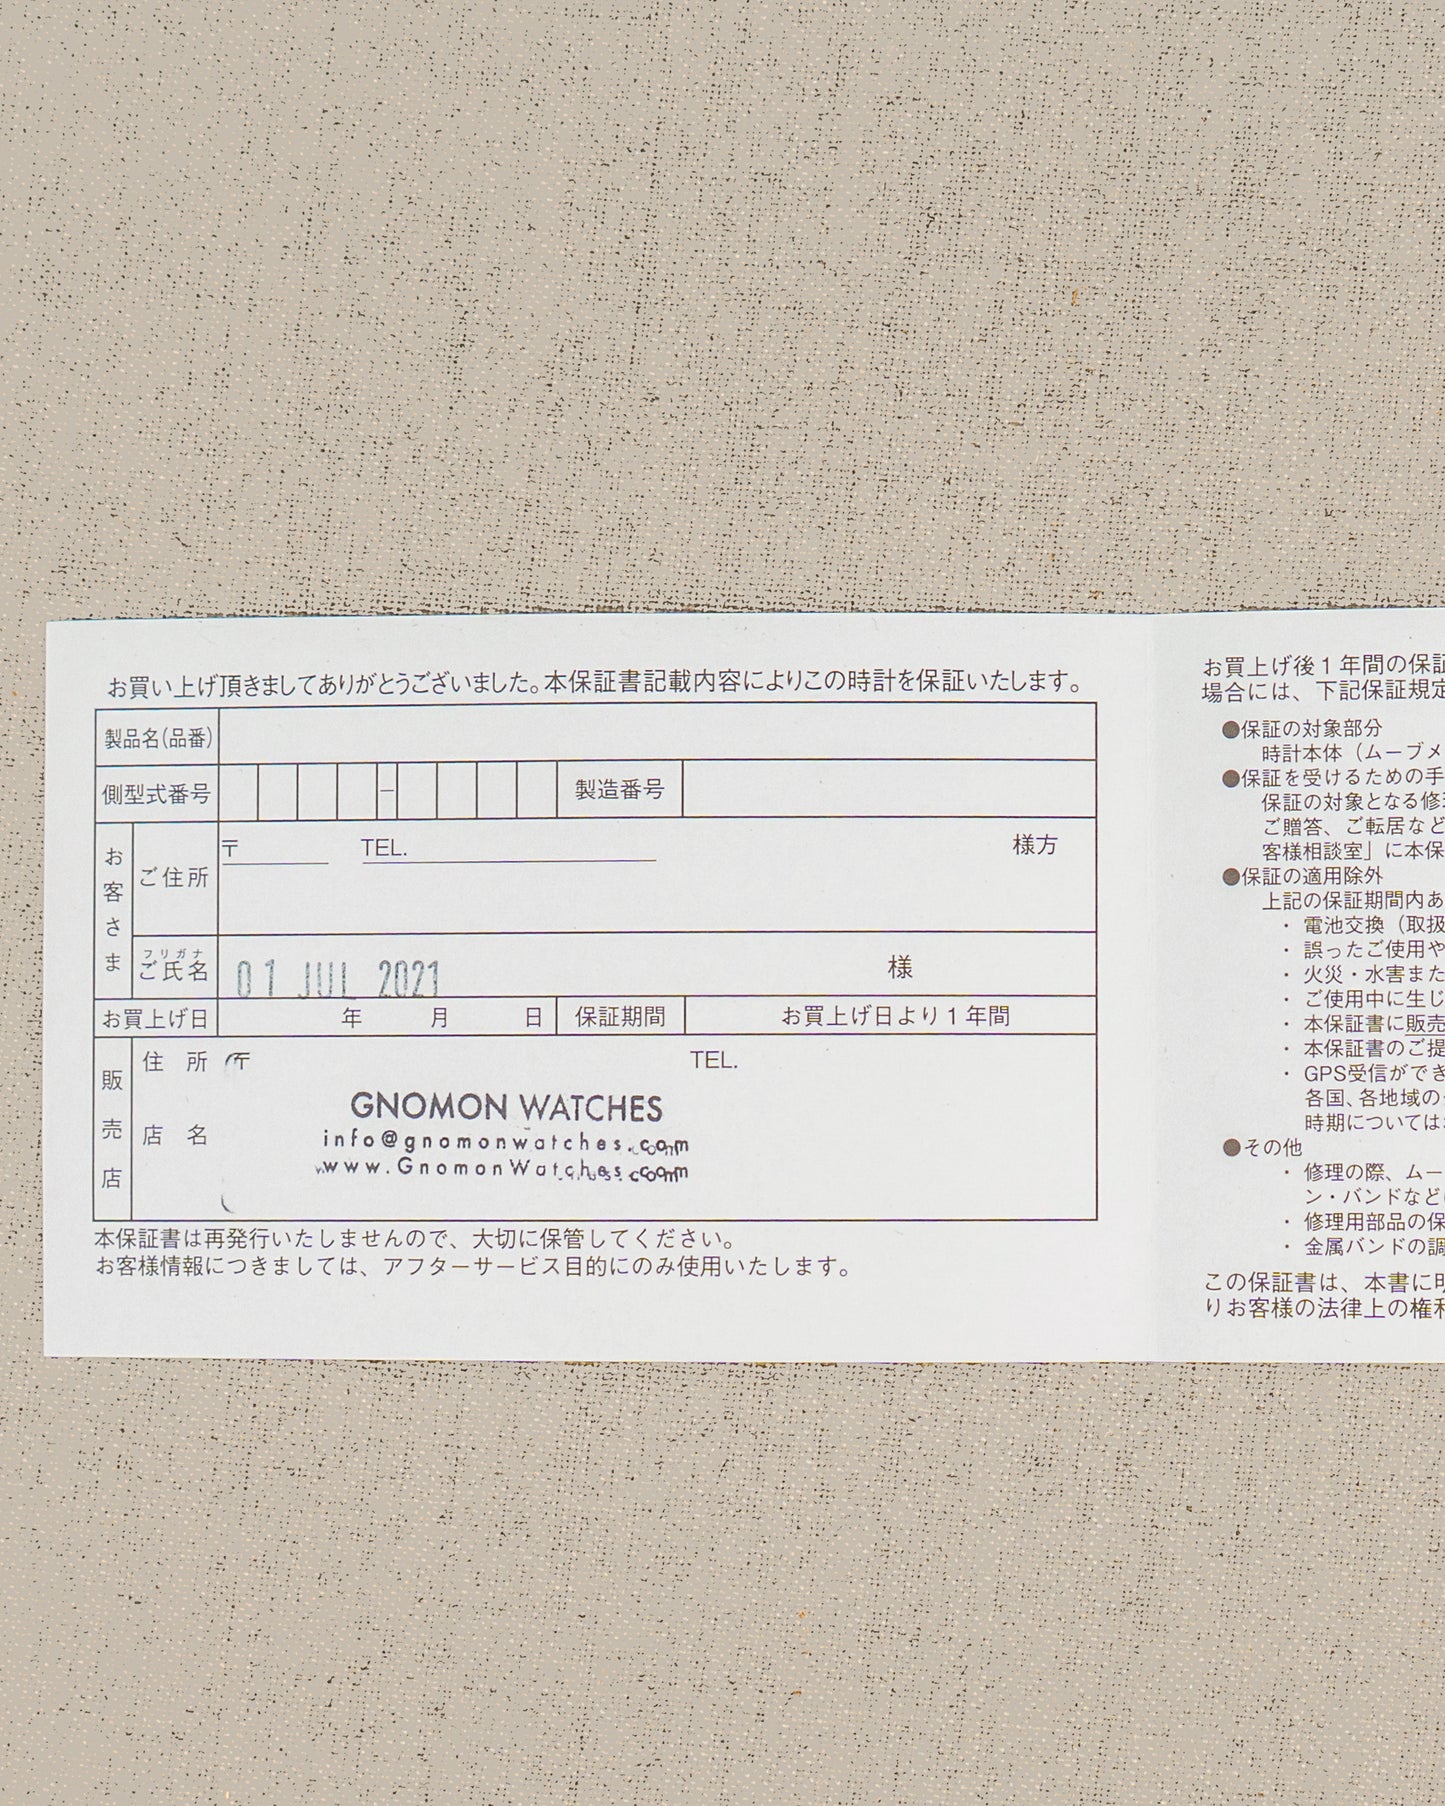 お買い上げ頂きましてありがとうございました。本保証書記載内容によりこの時計を保証いたします。
製品名(品番)
側型式番号 - 製造番号
お客さま
ご住所 〒 TEL. 様方
フリガナ
ご氏名 01 JUL 2021 様
お買上げ日 年 月 日 保証期間 お買上げ日より1年間
販売店
住 所 〒 TEL.
GNOMON WATCHES
店 名 info@gnomonwatches.com
www.GnomonWatches.com
本保証書は再発行いたしませんので、大切に保管してください。
お客様情報につきましては、アフターサービス目的にのみ使用いたします。
お買上げ後1年間の保証
場合には、下記保証規定
●保証の対象部分
時計本体（ムーブメ
●保証を受けるための手
保証の対象となる修理
ご贈答、ご転居など
客様相談室」に本保
●保証の適用除外
上記の保証期間内あ
・ 電池交換（取扱
・ 誤ったご使用や
・ 火災・水害また
・ ご使用中に生じ
・ 本保証書に販売
・ 本保証書のご提
・ GPS受信ができ
各国、各地域の
時期については
●その他
・ 修理の際、ムー
ン・バンドなど
・ 修理用部品の保
・ 金属バンドの調
この保証書は、本書に明
りお客様の法律上の権利